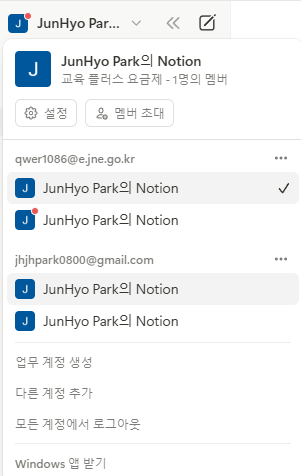 J JunHyo Par...
J JunHyo Park의 Notion
교육 플러스 요금제 - 1명의 멤버
설정 멤버 초대
qwer1086@e.jne.go.kr
J JunHyo Park의 Notion
J JunHyo Park의 Notion
jhjhpark0800@gmail.com
J JunHyo Park의 Notion
J JunHyo Park의 Notion
업무 계정 생성
다른 계정 추가
모든 계정에서 로그아웃
Windows 앱 받기